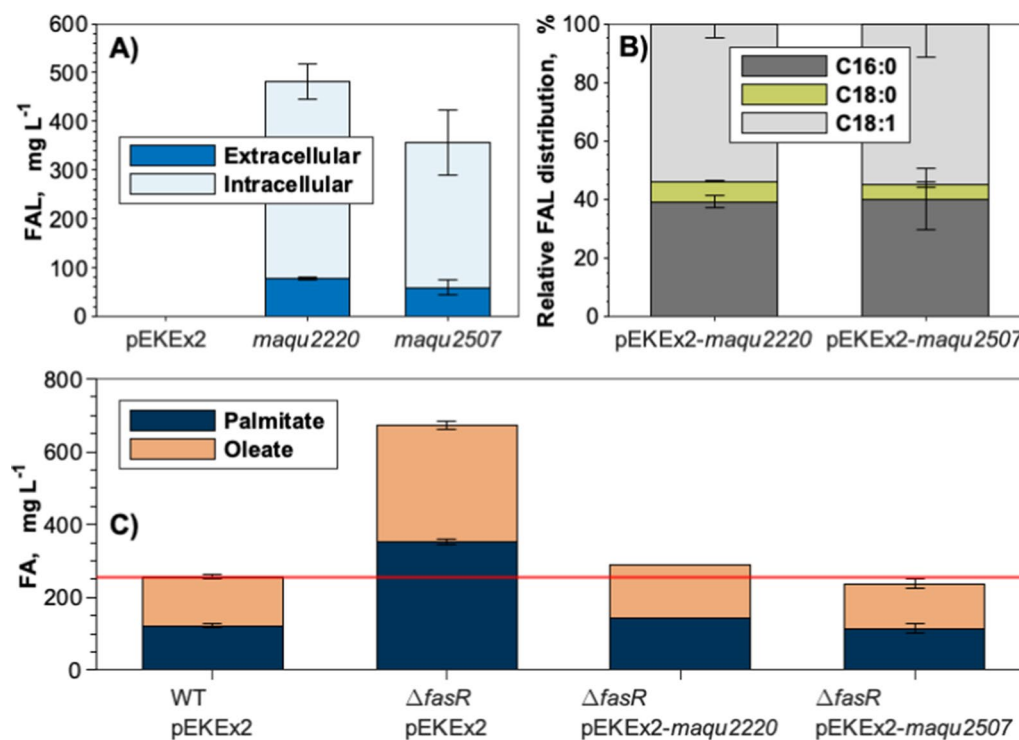 A)
FAL, mg L⁻¹
600
500
400
300
200
100
0
Extracellular
Intracellular
pEKEx2
maqu2220
maqu2507
B)
Relative FAL distribution, %
100
80
60
40
20
0
C16:0
C18:0
C18:1
pEKEx2-maqu2220
pEKEx2-maqu2507
C)
FA, mg L⁻¹
800
600
400
200
0
Palmitate
Oleate
WT
pEKEx2
ΔfasR
pEKEx2
ΔfasR
pEKEx2-maqu2220
ΔfasR
pEKEx2-maqu2507